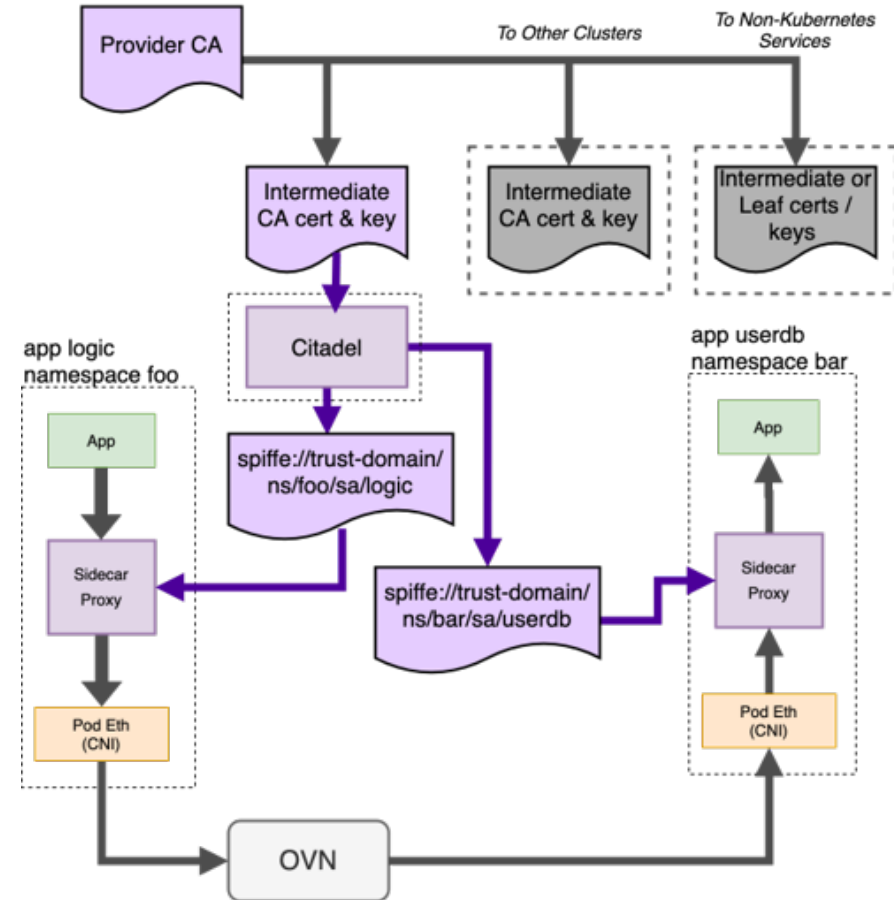 Provider CA
To Other Clusters
To Non-Kubernetes
Services
Intermediate
CA cert & key
Intermediate
CA cert & key
Intermediate or
Leaf certs /
keys
Citadel
app logic
namespace foo
app userdb
namespace bar
App
App
spiffe://trust-domain/
ns/foo/sa/logic
Sidecar
Proxy
Sidecar
Proxy
spiffe://trust-domain/
ns/bar/sa/userdb
Pod Eth
(CNI)
Pod Eth
(CNI)
OVN